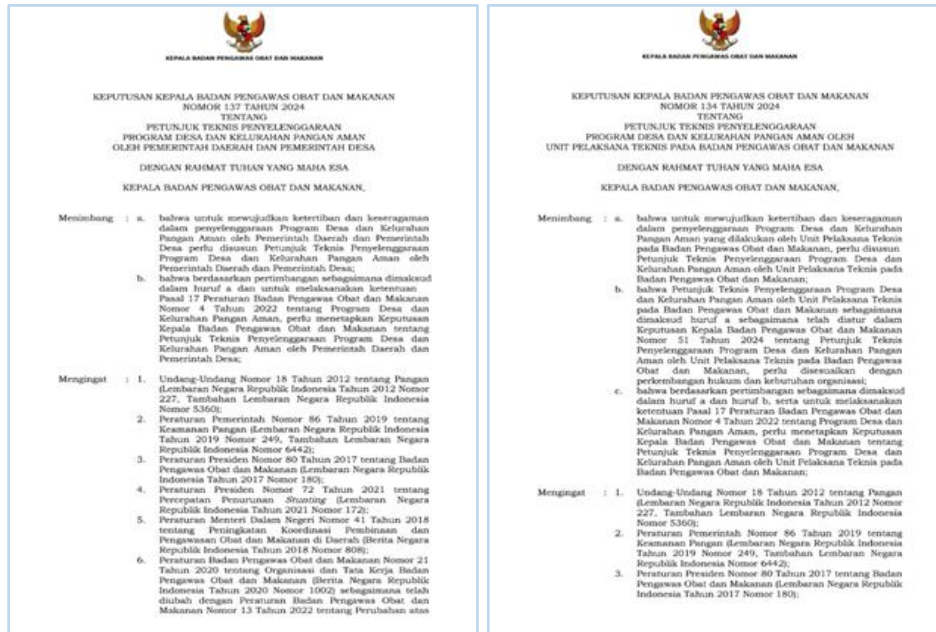 KEPALA BADAN PENGAWAS OBAT DAN MAKANAN
KEPUTUSAN KEPALA BADAN PENGAWAS OBAT DAN MAKANAN
NOMOR 137 TAHUN 2024
TENTANG
PETUNJUK TEKNIS PENYELENGGARAAN
PROGRAM DESA DAN KELURAHAN PANGAN AMAN
OLEH PEMERINTAH DAERAH DAN PEMERINTAH DESA
DENGAN RAHMAT TUHAN YANG MAHA ESA
KEPALA BADAN PENGAWAS OBAT DAN MAKANAN,
Menimbang : a. bahwa untuk mewujudkan ketertiban dan keseragaman
dalam penyelenggaraan Program Desa dan Kelurahan
Pangan Aman oleh Pemerintah Daerah dan Pemerintah
Desa perlu disusun Petunjuk Teknis Penyelenggaraan
Program Desa dan Kelurahan Pangan Aman oleh
Pemerintah Daerah dan Pemerintah Desa;
b. bahwa berdasarkan pertimbangan sebagaimana dimaksud
dalam huruf a dan untuk melaksanakan ketentuan
Pasal 17 Peraturan Badan Pengawas Obat dan Makanan
Nomor 4 Tahun 2022 tentang Program Desa dan
Kelurahan Pangan Aman, perlu menetapkan Keputusan
Kepala Badan Pengawas Obat dan Makanan tentang
Petunjuk Teknis Penyelenggaraan Program Desa dan
Kelurahan Pangan Aman oleh Pemerintah Daerah dan
Pemerintah Desa;
Mengingat : 1. Undang-Undang Nomor 18 Tahun 2012 tentang Pangan
(Lembaran Negara Republik Indonesia Tahun 2012 Nomor
227, Tambahan Lembaran Negara Republik Indonesia
Nomor 5360);
2. Peraturan Pemerintah Nomor 86 Tahun 2019 tentang
Keamanan Pangan (Lembaran Negara Republik Indonesia
Tahun 2019 Nomor 249, Tambahan Lembaran Negara
Republik Indonesia Nomor 6442);
3. Peraturan Presiden Nomor 80 Tahun 2017 tentang Badan
Pengawas Obat dan Makanan (Lembaran Negara Republik
Indonesia Tahun 2017 Nomor 180);
4. Peraturan Presiden Nomor 72 Tahun 2021 tentang
Percepatan Penurunan Stunting (Lembaran Negara
Republik Indonesia Tahun 2021 Nomor 172);
5. Peraturan Menteri Dalam Negeri Nomor 41 Tahun 2018
tentang Peningkatan Koordinasi Pembinaan dan
Pengawasan Obat dan Makanan di Daerah (Berita Negara
Republik Indonesia Tahun 2018 Nomor 808);
6. Peraturan Badan Pengawas Obat dan Makanan Nomor 21
Tahun 2020 tentang Organisasi dan Tata Kerja Badan
Pengawas Obat dan Makanan (Berita Negara Republik
Indonesia Tahun 2020 Nomor 1002) sebagaimana telah
diubah dengan Peraturan Badan Pengawas Obat dan
Makanan Nomor 13 Tahun 2022 tentang Perubahan atas
KEPALA BADAN PENGAWAS OBAT DAN MAKANAN
KEPUTUSAN KEPALA BADAN PENGAWAS OBAT DAN MAKANAN
NOMOR 134 TAHUN 2024
TENTANG
PETUNJUK TEKNIS PENYELENGGARAAN
PROGRAM DESA DAN KELURAHAN PANGAN AMAN OLEH
UNIT PELAKSANA TEKNIS PADA BADAN PENGAWAS OBAT DAN MAKANAN
DENGAN RAHMAT TUHAN YANG MAHA ESA
KEPALA BADAN PENGAWAS OBAT DAN MAKANAN,
Menimbang : a. bahwa untuk mewujudkan ketertiban dan keseragaman
dalam penyelenggaraan Program Desa dan Kelurahan
Pangan Aman yang dilakukan oleh Unit Pelaksana Teknis
pada Badan Pengawas Obat dan Makanan, perlu disusun
Petunjuk Teknis Penyelenggaraan Program Desa dan
Kelurahan Pangan Aman oleh Unit Pelaksana Teknis pada
Badan Pengawas Obat dan Makanan;
b. bahwa Petunjuk Teknis Penyelenggaraan Program Desa
dan Kelurahan Pangan Aman oleh Unit Pelaksana Teknis
pada Badan Pengawas Obat dan Makanan sebagaimana
dimaksud huruf a sebagaimana telah diatur dalam
Keputusan Kepala Badan Pengawas Obat dan Makanan
Nomor 51 Tahun 2024 tentang Petunjuk Teknis
Penyelenggaraan Program Desa dan Kelurahan Pangan
Aman oleh Unit Pelaksana Teknis pada Badan Pengawas
Obat dan Makanan, perlu disesuaikan dengan
perkembangan hukum dan kebutuhan organisasi;
c. bahwa berdasarkan pertimbangan sebagaimana dimaksud
dalam huruf a dan huruf b, serta untuk melaksanakan
ketentuan Pasal 17 Peraturan Badan Pengawas Obat dan
Makanan Nomor 4 Tahun 2022 tentang Program Desa dan
Kelurahan Pangan Aman, perlu menetapkan Keputusan
Kepala Badan Pengawas Obat dan Makanan tentang
Petunjuk Teknis Penyelenggaraan Program Desa dan
Kelurahan Pangan Aman oleh Unit Pelaksana Teknis pada
Badan Pengawas Obat dan Makanan;
Mengingat : 1. Undang-Undang Nomor 18 Tahun 2012 tentang Pangan
(Lembaran Negara Republik Indonesia Tahun 2012 Nomor
227, Tambahan Lembaran Negara Republik Indonesia
Nomor 5360);
2. Peraturan Pemerintah Nomor 86 Tahun 2019 tentang
Keamanan Pangan (Lembaran Negara Republik Indonesia
Tahun 2019 Nomor 249, Tambahan Lembaran Negara
Republik Indonesia Nomor 6442);
3. Peraturan Presiden Nomor 80 Tahun 2017 tentang Badan
Pengawas Obat dan Makanan (Lembaran Negara Republik
Indonesia Tahun 2017 Nomor 180);